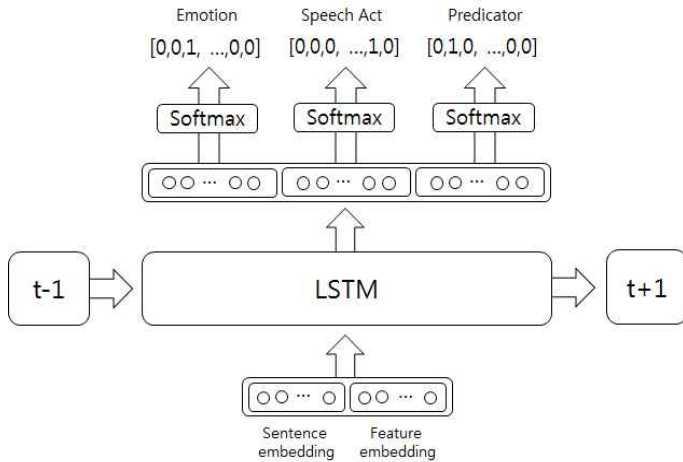 Emotion Speech Act Predicator
[0,0,1, ...,0,0] [0,0,0, ...,1,0] [0,1,0, ...,0,0]
Softmax Softmax Softmax
... ... ...
t-1 LSTM t+1
... ...
Sentence Feature
embedding embedding